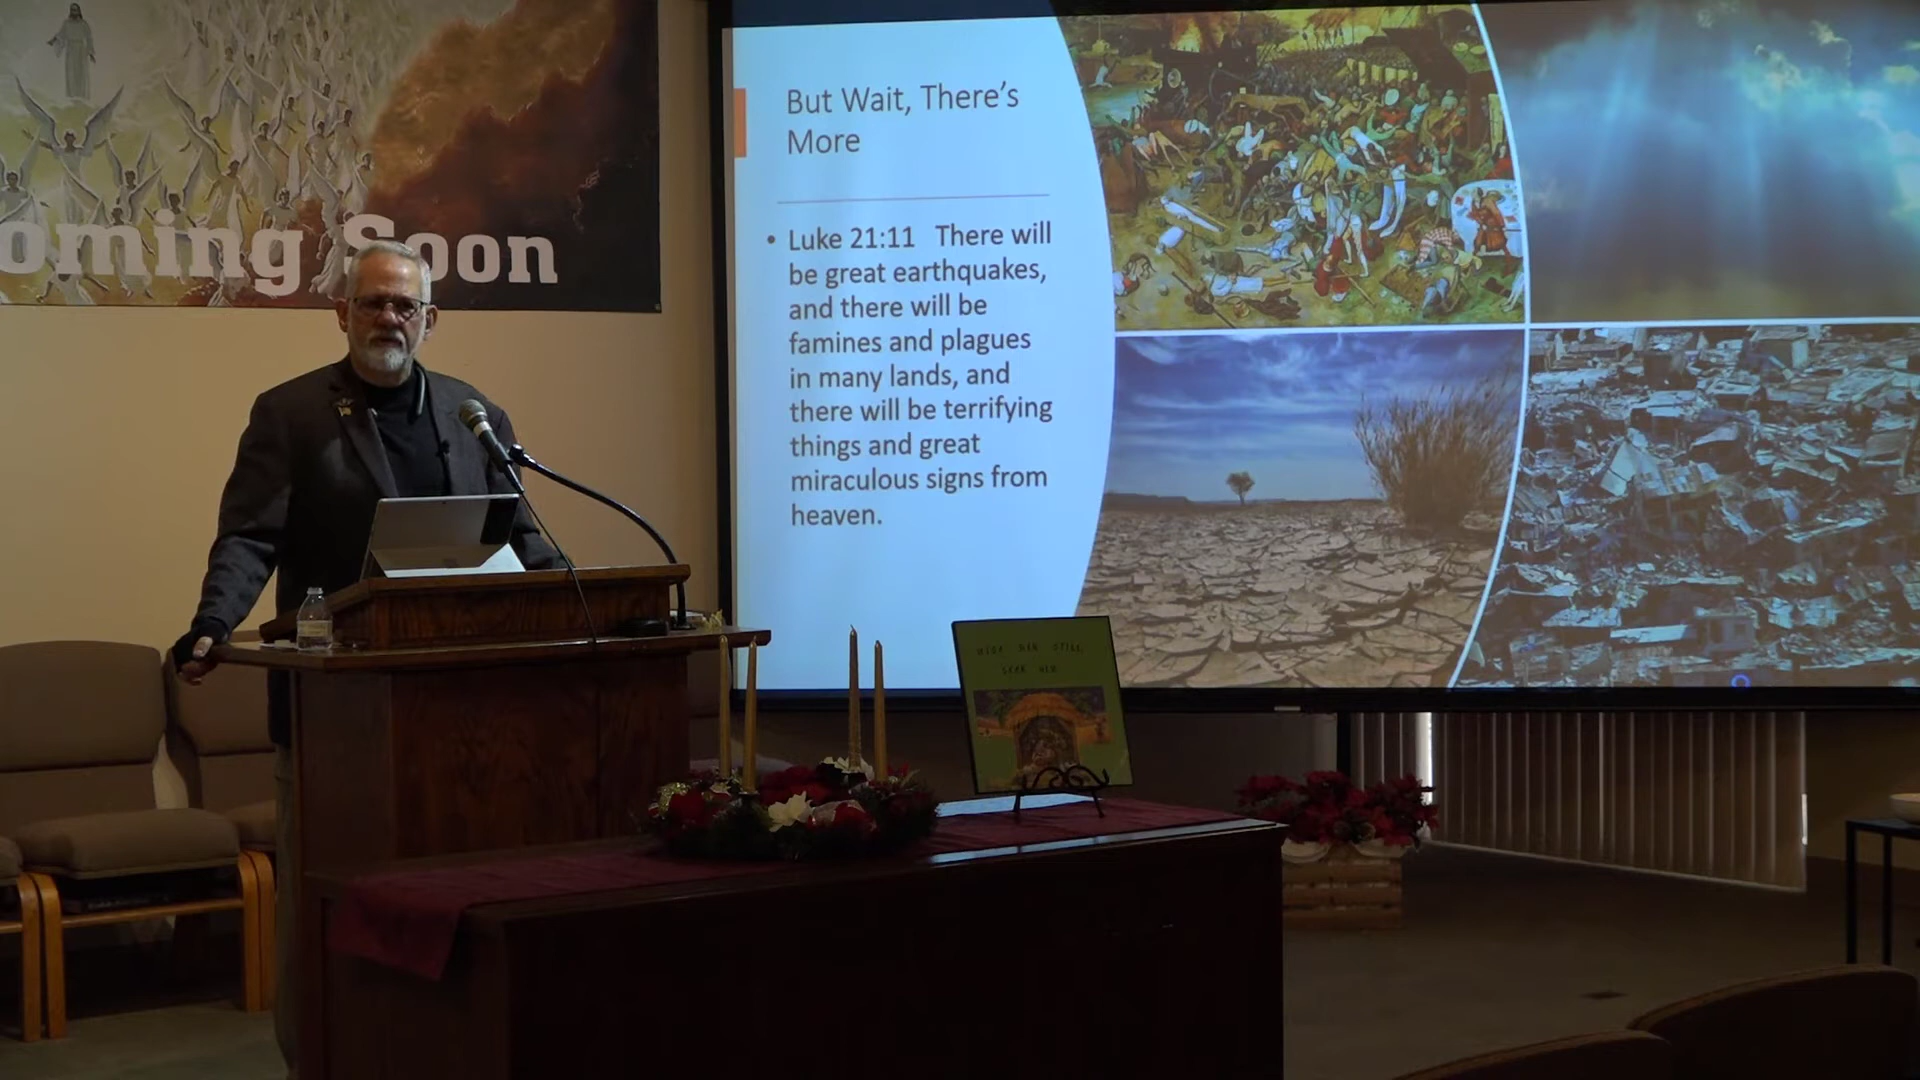 oming Soon
But Wait, There's
More
• Luke 21:11 There will
be great earthquakes,
and there will be
famines and plagues
in many lands, and
there will be terrifying
things and great
miraculous signs from
heaven.